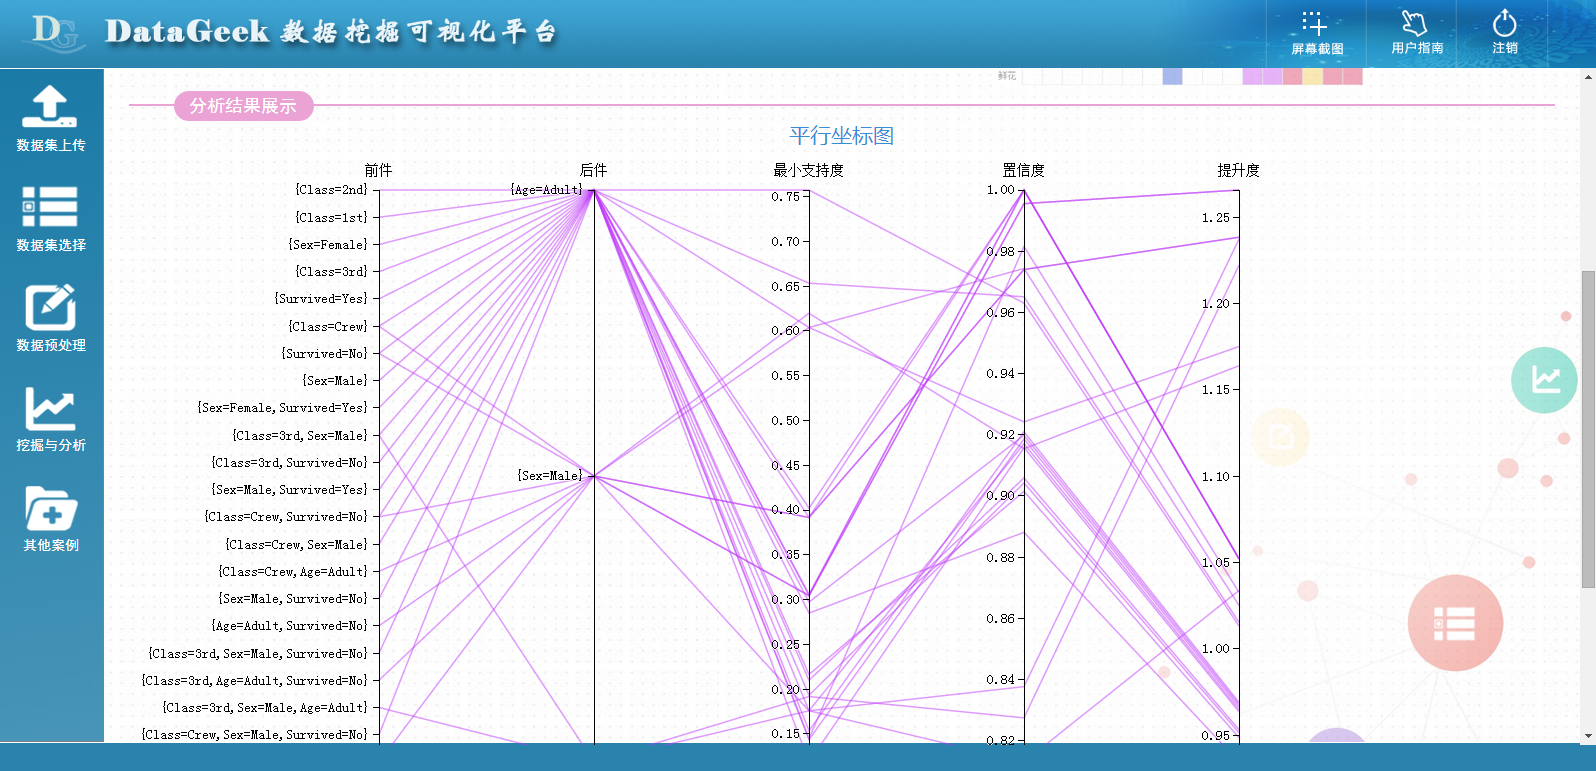 DG DataGeek 数据挖掘可视化平台
屏幕截图 用户指南 注销
鲜花
数据集上传
数据集选择
数据预处理
挖掘与分析
其他案例
分析结果展示
平行坐标图
前件 后件 最小支持度 置信度 提升度
{Class=2nd}
{Class=1st}
{Sex=Female}
{Class=3rd}
{Survived=Yes}
{Class=Crew}
{Survived=No}
{Sex=Male}
{Sex=Female,Survived=Yes}
{Class=3rd,Sex=Male}
{Class=3rd,Survived=No}
{Sex=Male,Survived=Yes}
{Class=Crew,Survived=No}
{Class=Crew,Sex=Male}
{Class=Crew,Age=Adult}
{Sex=Male,Survived=No}
{Age=Adult,Survived=No}
{Class=3rd,Sex=Male,Survived=No}
{Class=3rd,Age=Adult,Survived=No}
{Class=3rd,Sex=Male,Age=Adult}
{Class=Crew,Sex=Male,Survived=No}
{Age=Adult}
{Sex=Male}
0.75
0.70
0.65
0.60
0.55
0.50
0.45
0.40
0.35
0.30
0.25
0.20
0.15
1.00
0.98
0.96
0.94
0.92
0.90
0.88
0.86
0.84
0.82
1.25
1.20
1.15
1.10
1.05
1.00
0.95